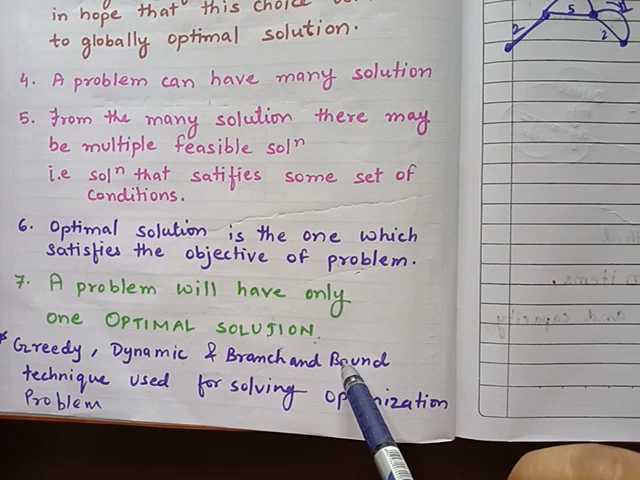 in hope that this choice
to globally optimal solution.
4. A problem can have many solution
5. From the many solution there may
be multiple feasible solⁿ
i.e solⁿ that satisfies some set of
conditions.
6. Optimal solution is the one which
satisfies the objective of problem.
7. A problem will have only
one OPTIMAL SOLUTION.
* Greedy, Dynamic & Branch and Bound
technique used for solving
Problem
2
5
2